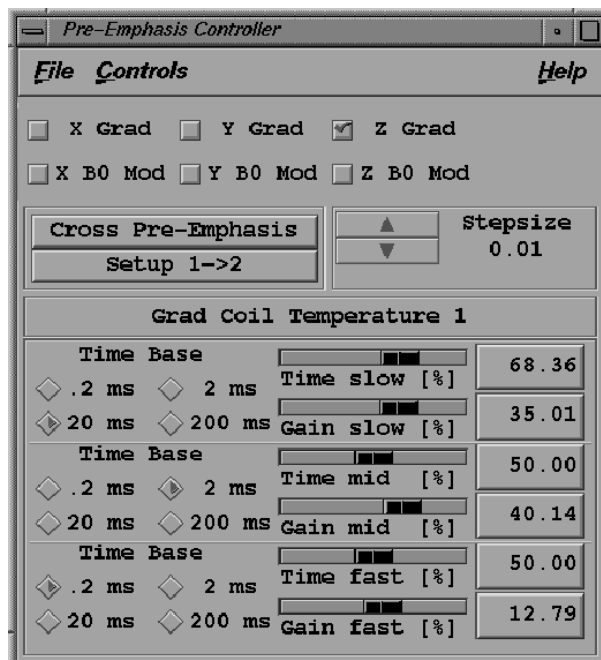 Pre-Emphasis Controller
File Controls Help
X Grad Y Grad Z Grad
X B0 Mod Y B0 Mod Z B0 Mod
Cross Pre-Emphasis
Setup 1->2
Stepsize
0.01
Grad Coil Temperature 1
Time Base
.2 ms 2 ms
20 ms 200 ms
Time slow [%] 68.36
Gain slow [%] 35.01
Time Base
.2 ms 2 ms
20 ms 200 ms
Time mid [%] 50.00
Gain mid [%] 40.14
Time Base
.2 ms 2 ms
20 ms 200 ms
Time fast [%] 50.00
Gain fast [%] 12.79